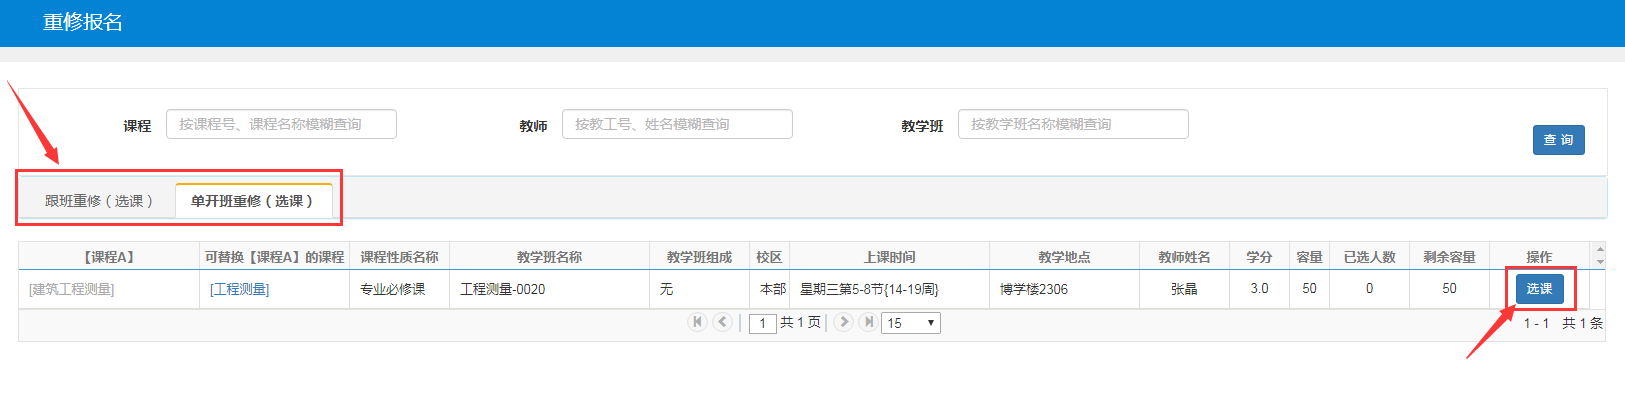 重修报名
课程 按课程号、课程名称模糊查询 教师 按教工号、姓名模糊查询 教学班 按教学班名称模糊查询
查 询
跟班重修（选课） 单开班重修（选课）
【课程A】 可替换【课程A】的课程 课程性质名称 教学班名称 教学班组成 校区 上课时间 教学地点 教师姓名 学分 容量 已选人数 剩余容量 操作
[建筑工程测量] [工程测量] 专业必修课 工程测量-0020 无 本部 星期三第5-8节{14-19周} 博学楼2306 张晶 3.0 50 0 50 选课
1 共 1 页 15 1 - 1 共 1 条